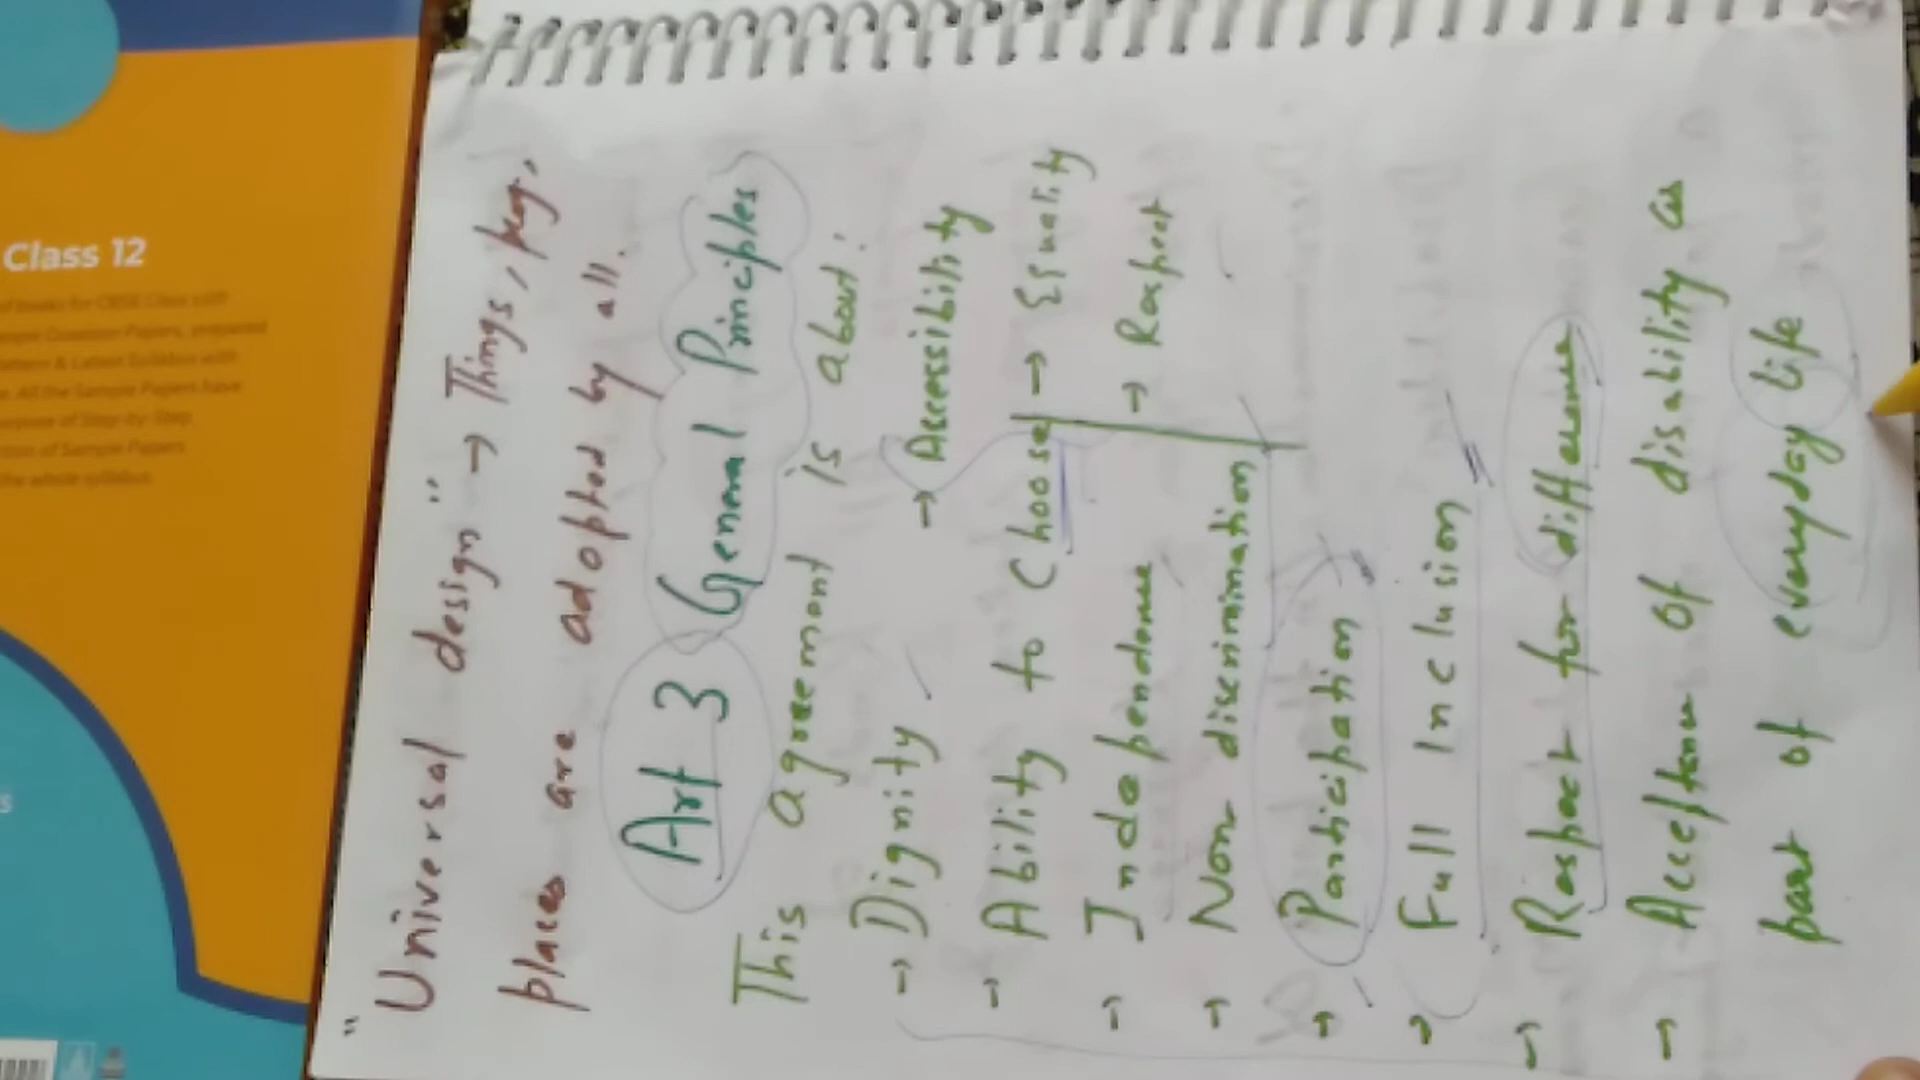 "Universal design" → Things, prog,
places are adopted by all.
Art 3 General Principles
This agreement is about:
→ Dignity → Accessibility
→ Ability to choose → Equality
→ Independence → Respect
→ Non discrimination
→ Participation
→ Full Inclusion
→ Respect for difference
→ Acceptance of disability as
part of everyday life
Class 12